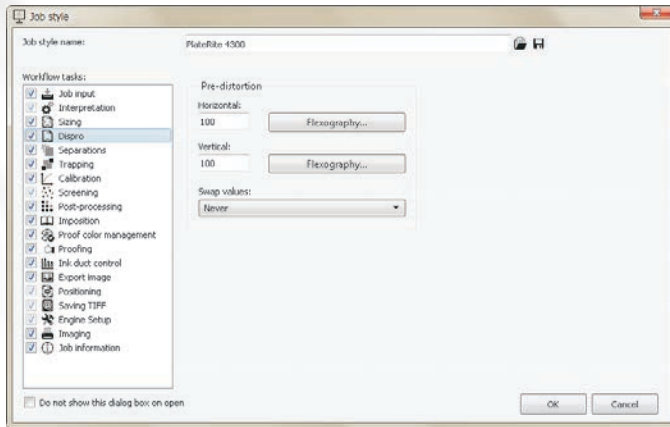 Job style
Job style name:
PlateRite 4300
Workflow tasks:
Job input
Interpretation
Sizing
Dispro
Separations
Trapping
Calibration
Screening
Post-processing
Imposition
Proof color management
Proofing
Ink duct control
Export image
Positioning
Saving TIFF
Engine Setup
Imaging
Job information
Pre-distortion
Horizontal:
100 Flexography...
Vertical:
100 Flexography...
Swap values:
Never
Do not show this dialog box on open
OK Cancel